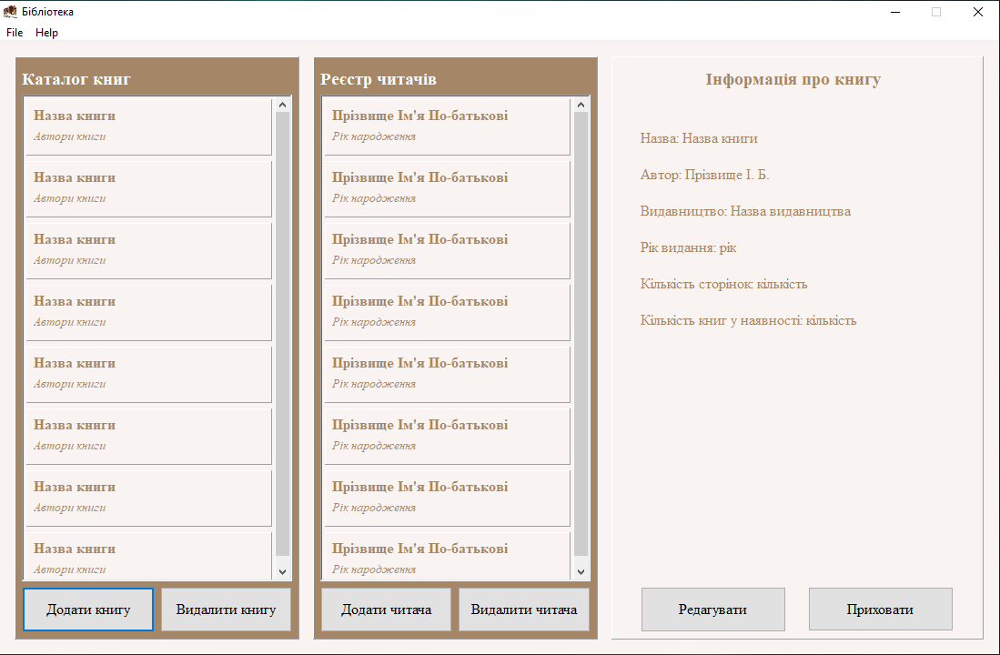 Бібліотека
File Help
Каталог книг
Назва книги
Автори книги
Назва книги
Автори книги
Назва книги
Автори книги
Назва книги
Автори книги
Назва книги
Автори книги
Назва книги
Автори книги
Назва книги
Автори книги
Назва книги
Автори книги
Додати книгу Видалити книгу
Реєстр читачів
Прізвище Ім'я По-батькові
Рік народження
Прізвище Ім'я По-батькові
Рік народження
Прізвище Ім'я По-батькові
Рік народження
Прізвище Ім'я По-батькові
Рік народження
Прізвище Ім'я По-батькові
Рік народження
Прізвище Ім'я По-батькові
Рік народження
Прізвище Ім'я По-батькові
Рік народження
Прізвище Ім'я По-батькові
Рік народження
Додати читача Видалити читача
Інформація про книгу
Назва: Назва книги
Автор: Прізвище І. Б.
Видавництво: Назва видавництва
Рік видання: рік
Кількість сторінок: кількість
Кількість книг у наявності: кількість
Редагувати Приховати